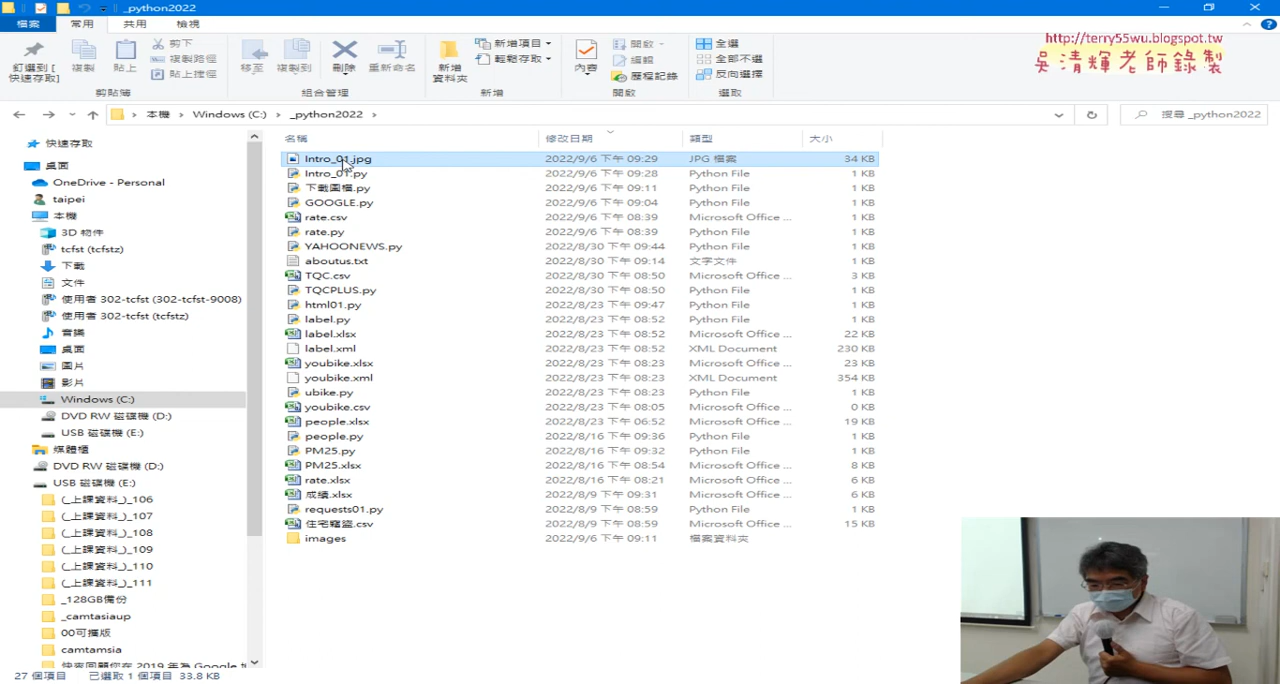 _python2022
檔案 常用 共用 檢視
釘選到 [快速存取] 複製 貼上 剪下 複製路徑 貼上捷徑 移至 複製到 刪除 重新命名 新增資料夾 新增項目 輕鬆存取 內容 開啟 編輯 歷程記錄 全選 全部不選 反向選擇
剪貼簿 組合管理 新增 開啟 選取
http://terry55wu.blogspot.tw
吳清輝老師錄製
本機 > Windows (C:) > _python2022 >
搜尋 _python2022
快速存取
桌面
OneDrive - Personal
taipei
本機
3D 物件
tcfst (tcfstz)
下載
文件
使用者 302-tcfst (302-tcfst-9008)
使用者 302-tcfst (tcfstz)
音樂
桌面
圖片
影片
Windows (C:)
DVD RW 磁碟機 (D:)
USB 磁碟機 (E:)
媒體櫃
DVD RW 磁碟機 (D:)
USB 磁碟機 (E:)
(_上課資料_)_106
(_上課資料_)_107
(_上課資料_)_108
(_上課資料_)_109
(_上課資料_)_110
(_上課資料_)_111
_128GB備份
_camtasiaup
00可攜版
camtamsia
名稱 修改日期 類型 大小
Intro_01.jpg 2022/9/6 下午 09:29 JPG 檔案 34 KB
Intro_01.py 2022/9/6 下午 09:28 Python File 1 KB
下載圖檔.py 2022/9/6 下午 09:11 Python File 1 KB
GOOGLE.py 2022/9/6 下午 09:04 Python File 1 KB
rate.csv 2022/9/6 下午 08:39 Microsoft Office ... 1 KB
rate.py 2022/9/6 下午 08:39 Python File 1 KB
YAHOONEWS.py 2022/8/30 下午 09:44 Python File 1 KB
aboutus.txt 2022/8/30 下午 09:14 文字文件 1 KB
TQC.csv 2022/8/30 下午 08:50 Microsoft Office ... 3 KB
TQCPLUS.py 2022/8/30 下午 08:50 Python File 1 KB
html01.py 2022/8/23 下午 09:47 Python File 1 KB
label.py 2022/8/23 下午 08:52 Python File 1 KB
label.xlsx 2022/8/23 下午 08:52 Microsoft Office ... 22 KB
label.xml 2022/8/23 下午 08:52 XML Document 230 KB
youbike.xlsx 2022/8/23 下午 08:23 Microsoft Office ... 23 KB
youbike.xml 2022/8/23 下午 08:23 XML Document 354 KB
ubike.py 2022/8/23 下午 08:23 Python File 1 KB
youbike.csv 2022/8/23 下午 08:05 Microsoft Office ... 0 KB
people.xlsx 2022/8/23 下午 06:52 Microsoft Office ... 19 KB
people.py 2022/8/16 下午 09:36 Python File 1 KB
PM25.py 2022/8/16 下午 09:32 Python File 1 KB
PM25.xlsx 2022/8/16 下午 08:54 Microsoft Office ... 8 KB
rate.xlsx 2022/8/16 下午 08:21 Microsoft Office ... 6 KB
成績.xlsx 2022/8/9 下午 09:31 Microsoft Office ... 6 KB
requests01.py 2022/8/9 下午 08:59 Python File 1 KB
住宅竊盜.csv 2022/8/9 下午 08:59 Microsoft Office ... 15 KB
images 2022/9/6 下午 09:11 檔案資料夾
27 個項目 已選取 1 個項目 33.8 KB